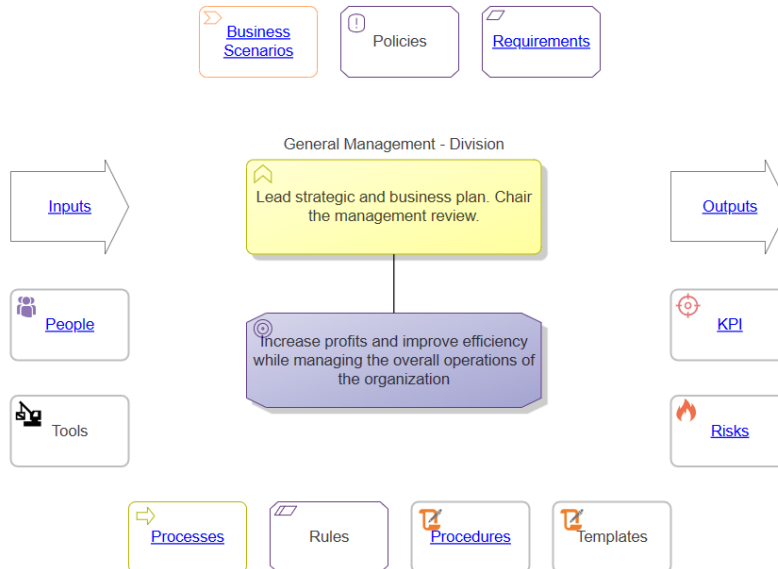 Business
Scenarios
Policies
Requirements
General Management - Division
Inputs
Lead strategic and business plan. Chair
the management review.
Outputs
People
Increase profits and improve efficiency
while managing the overall operations of
the organization
KPI
Tools
Risks
Processes
Rules
Procedures
Templates